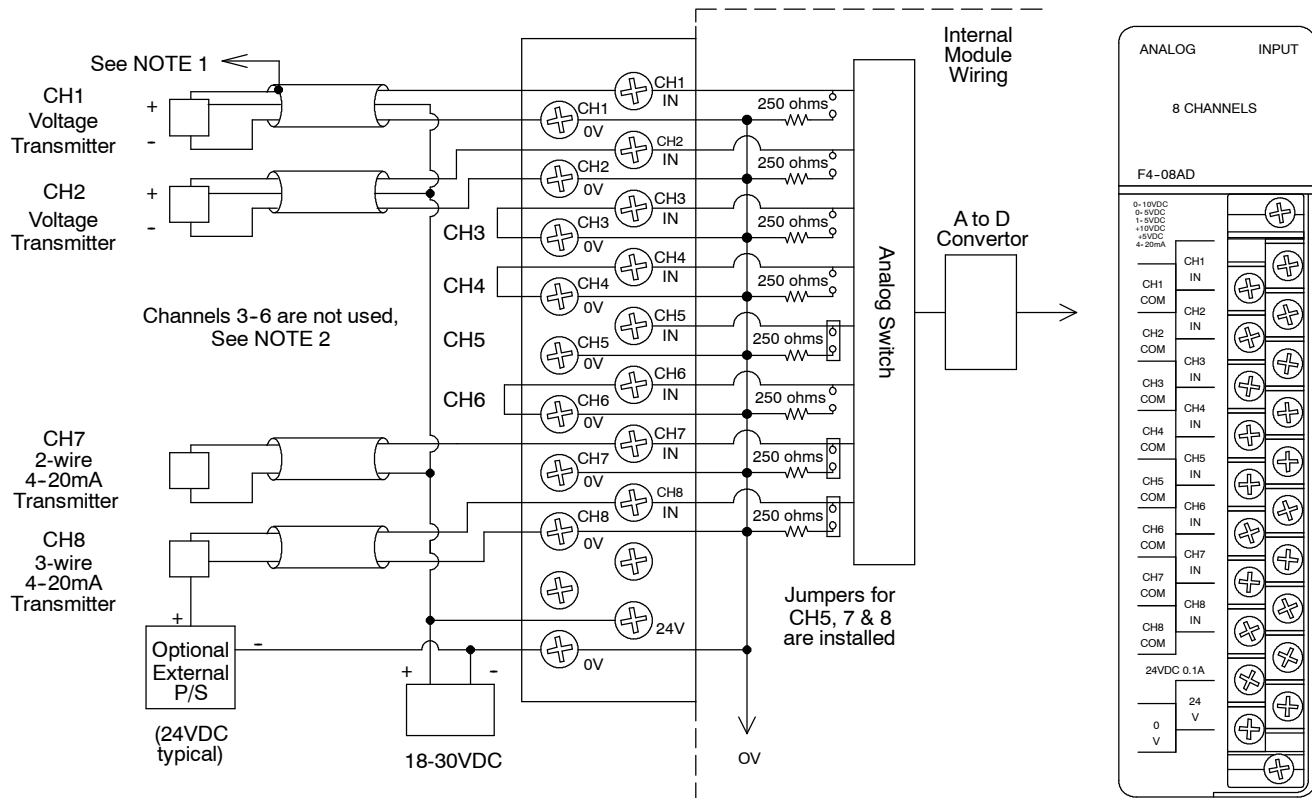 See NOTE 1
CH1
Voltage
Transmitter
+
-
CH2
Voltage
Transmitter
+
-
Channels 3-6 are not used,
See NOTE 2
CH3
CH4
CH5
CH6
CH7
2-wire
4-20mA
Transmitter
+
-
CH8
3-wire
4-20mA
Transmitter
+
Optional
External
P/S
-
(24VDC
typical)
+
-
18-30VDC
CH1
IN
CH1
0V
CH2
IN
CH2
0V
CH3
IN
CH3
0V
CH4
IN
CH4
0V
CH5
IN
CH5
0V
CH6
IN
CH6
0V
CH7
IN
CH7
0V
CH8
IN
CH8
0V
24V
0V
Internal
Module
Wiring
250 ohms
250 ohms
250 ohms
250 ohms
250 ohms
250 ohms
250 ohms
250 ohms
Analog Switch
A to D
Convertor
Jumpers for
CH5, 7 & 8
are installed
OV
ANALOG INPUT
8 CHANNELS
F4-08AD
0-10VDC
0-5VDC
1-5VDC
+10VDC
+5VDC
4-20mA
CH1
IN
CH1
COM
CH2
IN
CH2
COM
CH3
IN
CH3
COM
CH4
IN
CH4
COM
CH5
IN
CH5
COM
CH6
IN
CH6
COM
CH7
IN
CH7
COM
CH8
IN
CH8
COM
24VDC 0.1A
24
V
0
V